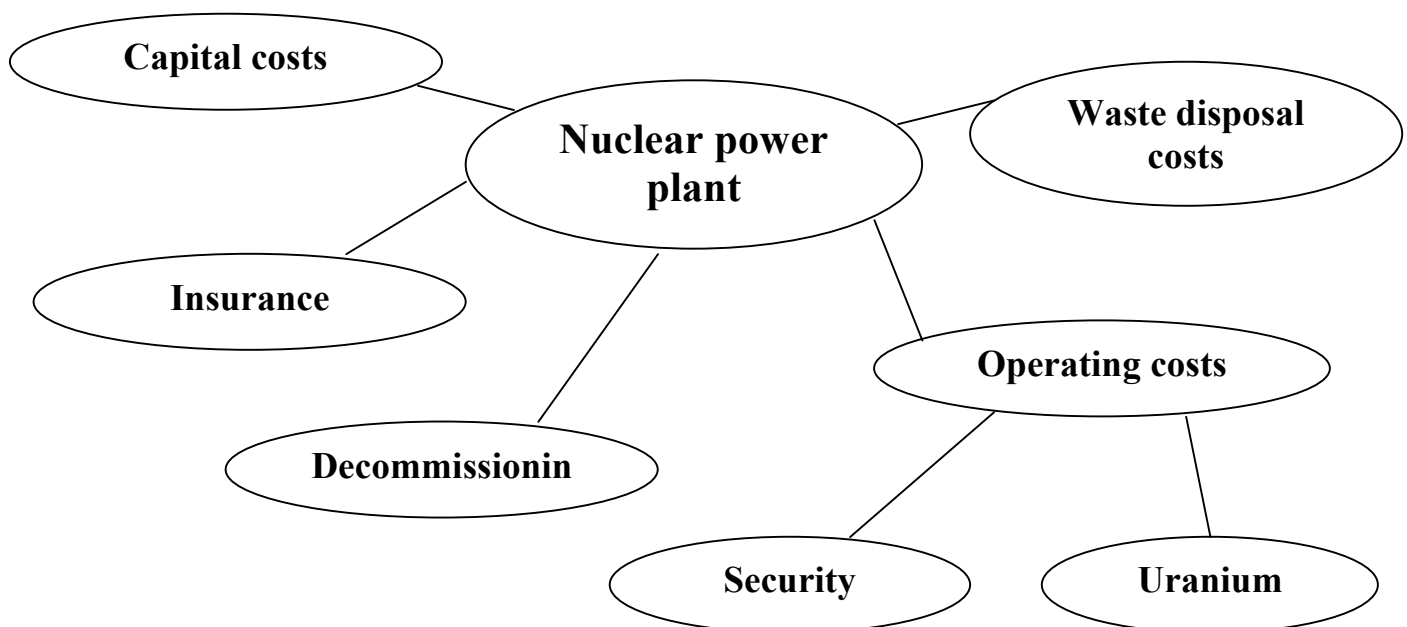 Capital costs
Nuclear power
plant
Waste disposal
costs
Insurance
Operating costs
Decommissionin
Security
Uranium